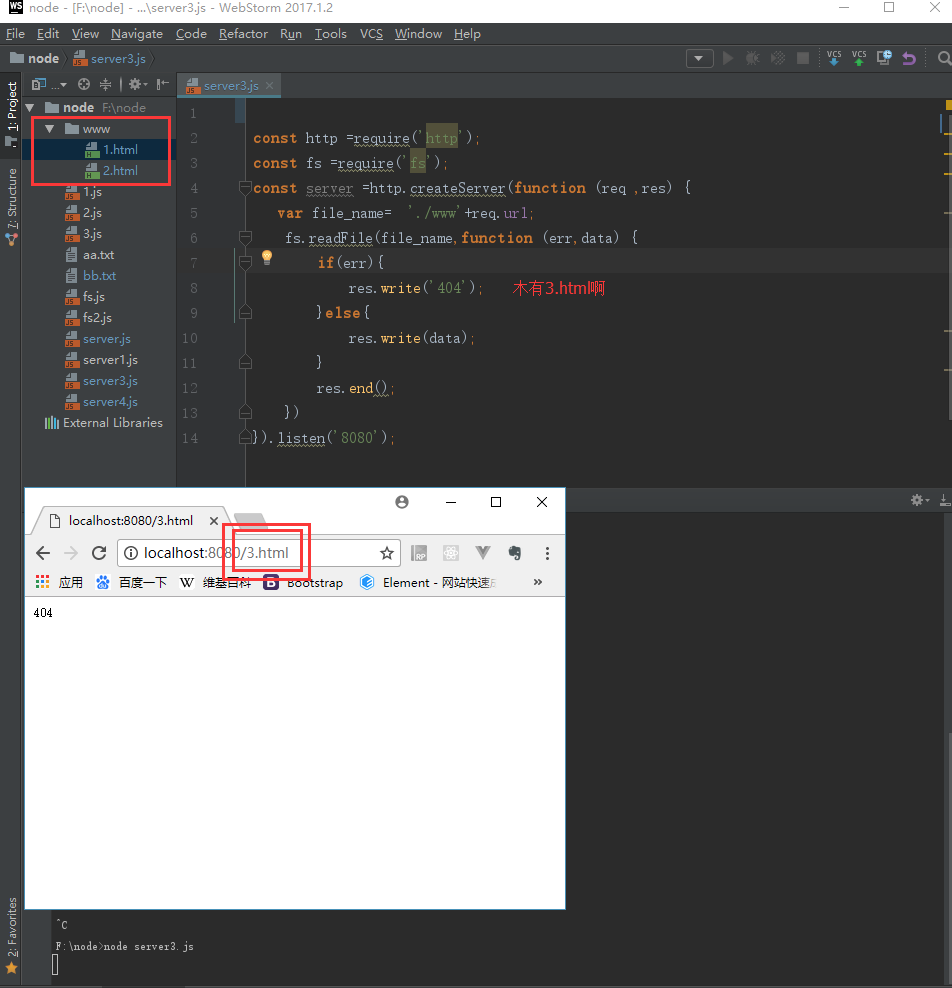 node - [F:\node] - ...\server3.js - WebStorm 2017.1.2
File Edit View Navigate Code Refactor Run Tools VCS Window Help
node server3.js
VCS VCS
1: Project
7: Structure
2: Favorites
node F:\node
www
1.html
2.html
1.js
2.js
3.js
aa.txt
bb.txt
fs.js
fs2.js
server.js
server1.js
server3.js
server4.js
External Libraries
server3.js
1
2 const http =require('http');
3 const fs =require('fs');
4 const server =http.createServer(function (req ,res) {
5 var file_name= './www'+req.url;
6 fs.readFile(file_name,function (err,data) {
7 if(err){
8 res.write('404'); 木有3.html啊
9 }else{
10 res.write(data);
11 }
12 res.end();
13 })
14 }).listen('8080');
localhost:8080/3.html
localhost:8080/3.html
RP
应用 百度一下 W 维基百科 B Bootstrap Element - 网站快速 »
404
^C
F:\node>node server3.js